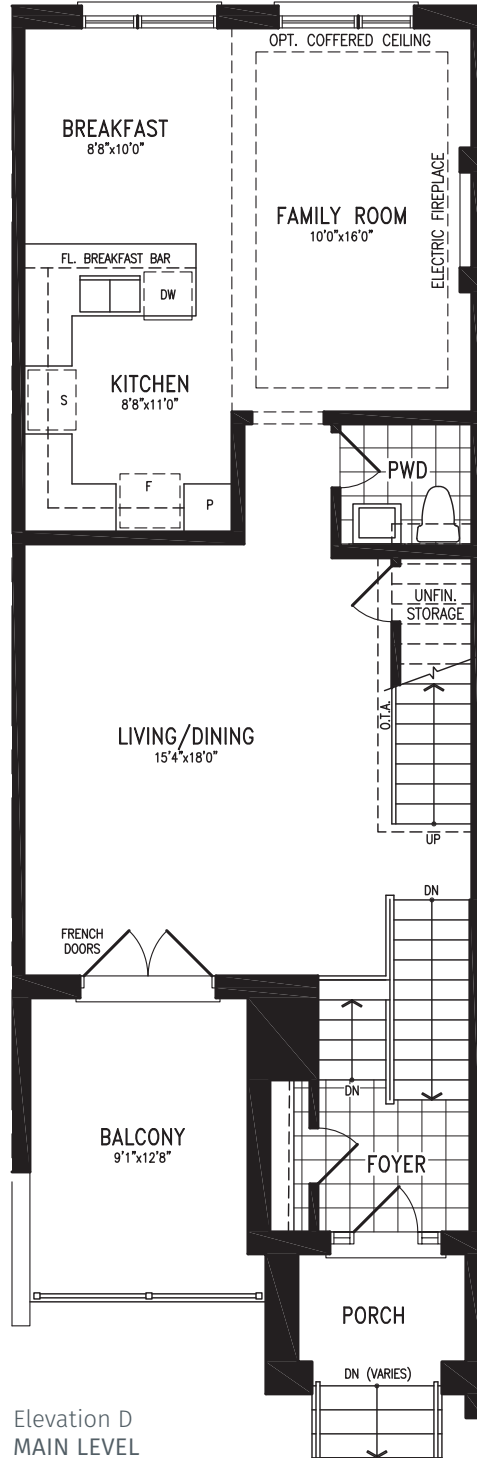 OPT. COFFERED CEILING
BREAKFAST
8'8"x10'0"
FAMILY ROOM
10'0"x16'0"
ELECTRIC FIREPLACE
FL. BREAKFAST BAR
DW
KITCHEN
8'8"x11'0"
S
F
P
PWD
UNFIN.
STORAGE
O.T.A.
LIVING/DINING
15'4"x18'0"
UP
DN
FRENCH
DOORS
DN
BALCONY
9'1"x12'8"
FOYER
PORCH
DN (VARIES)
Elevation D
MAIN LEVEL